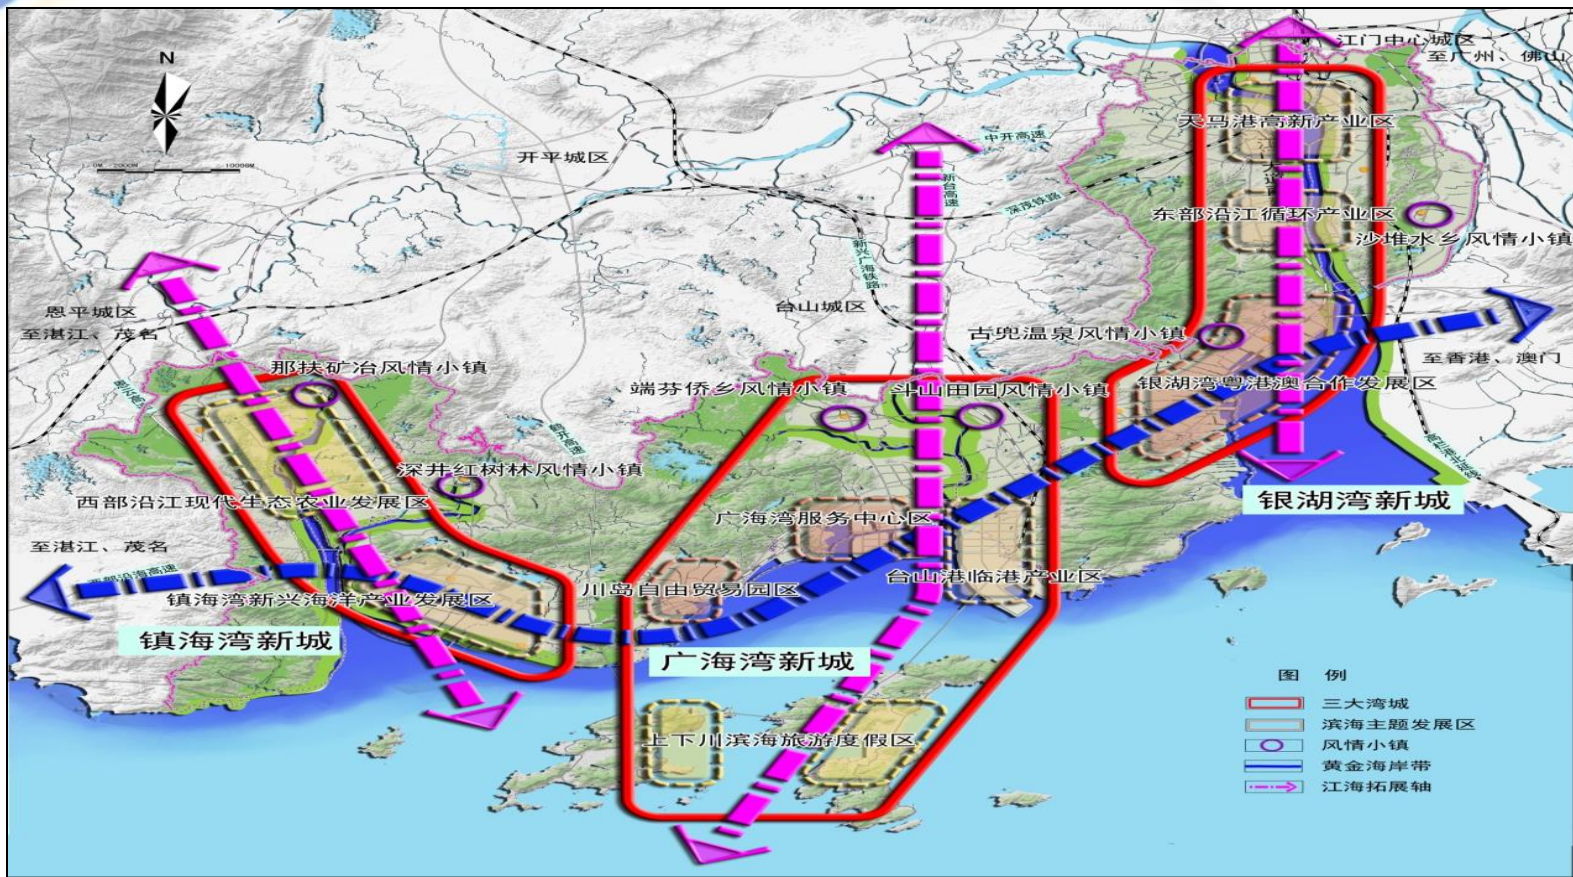 江门中心城区
至广州、佛山
N
10000M
中开高速
天马港高新产业区
开平城区
新台高速
深茂铁路
东部沿江循环产业区
沙堆水乡风情小镇
新兴广海铁路
恩平城区
台山城区
至湛江、茂名
古兜温泉风情小镇
至香港、澳门
那扶矿冶风情小镇
端芬侨乡风情小镇
斗山田园风情小镇
银湖湾粤港澳合作发展区
深井红树林风情小镇
西部沿江现代生态农业发展区
银湖湾新城
广海湾服务中心区
至湛江、茂名
西部沿海高速
川岛自由贸易园区
台山港临港产业区
镇海湾新兴海洋产业发展区
镇海湾新城
广海湾新城
上下川滨海旅游度假区
图 例
三大湾城
滨海主题发展区
风情小镇
黄金海岸带
江海拓展轴